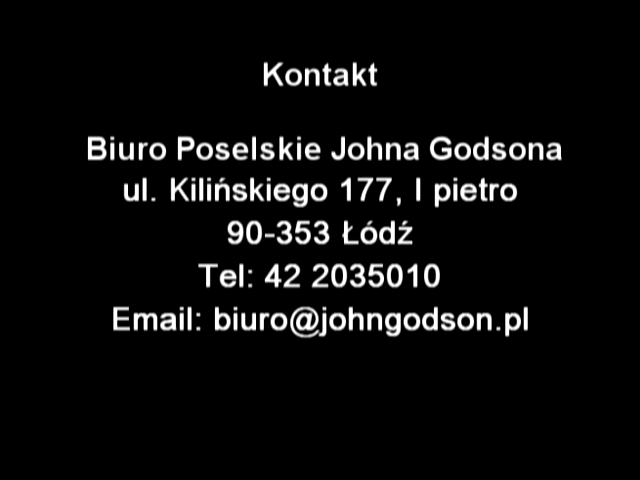 Kontakt
Biuro Poselskie Johna Godsona
ul. Kilińskiego 177, I pietro
90-353 Łódź
Tel: 42 2035010
Email: biuro@johngodson.pl